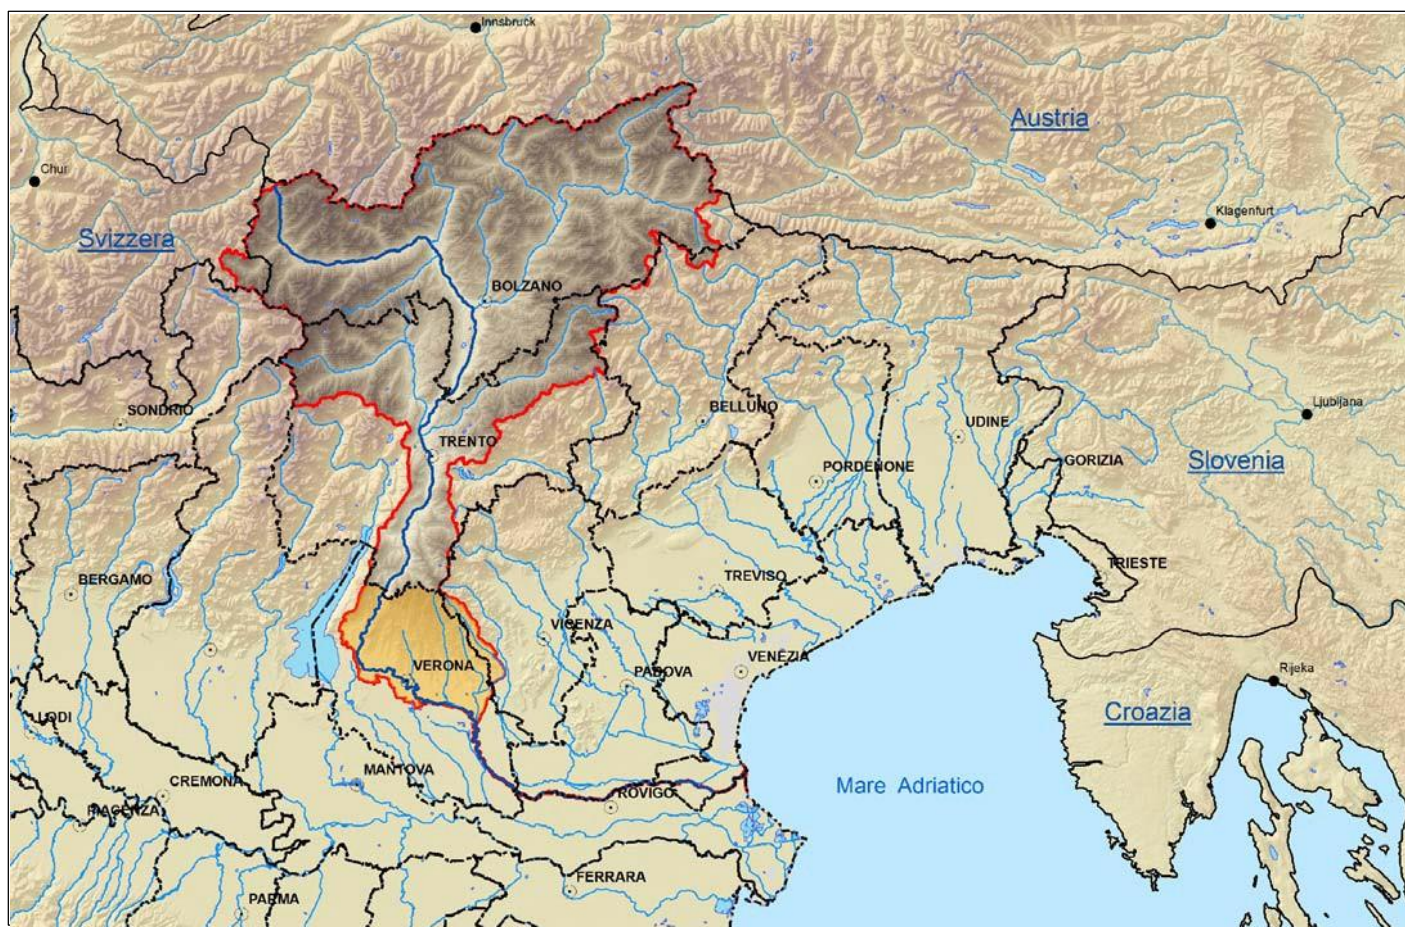 Innsbruck
Austria
Chur
Klagenfurt
Svizzera
BOLZANO
SONDRIO
BELLUNO
Ljubljana
UDINE
TRENTO
GORIZIA
Slovenia
PORDENONE
TRIESTE
BERGAMO
TREVISO
VICENZA
VENEZIA
VERONA
PADOVA
Rijeka
LODI
Croazia
MANTOVA
CREMONA
Mare Adriatico
ROVIGO
PIACENZA
FERRARA
PARMA